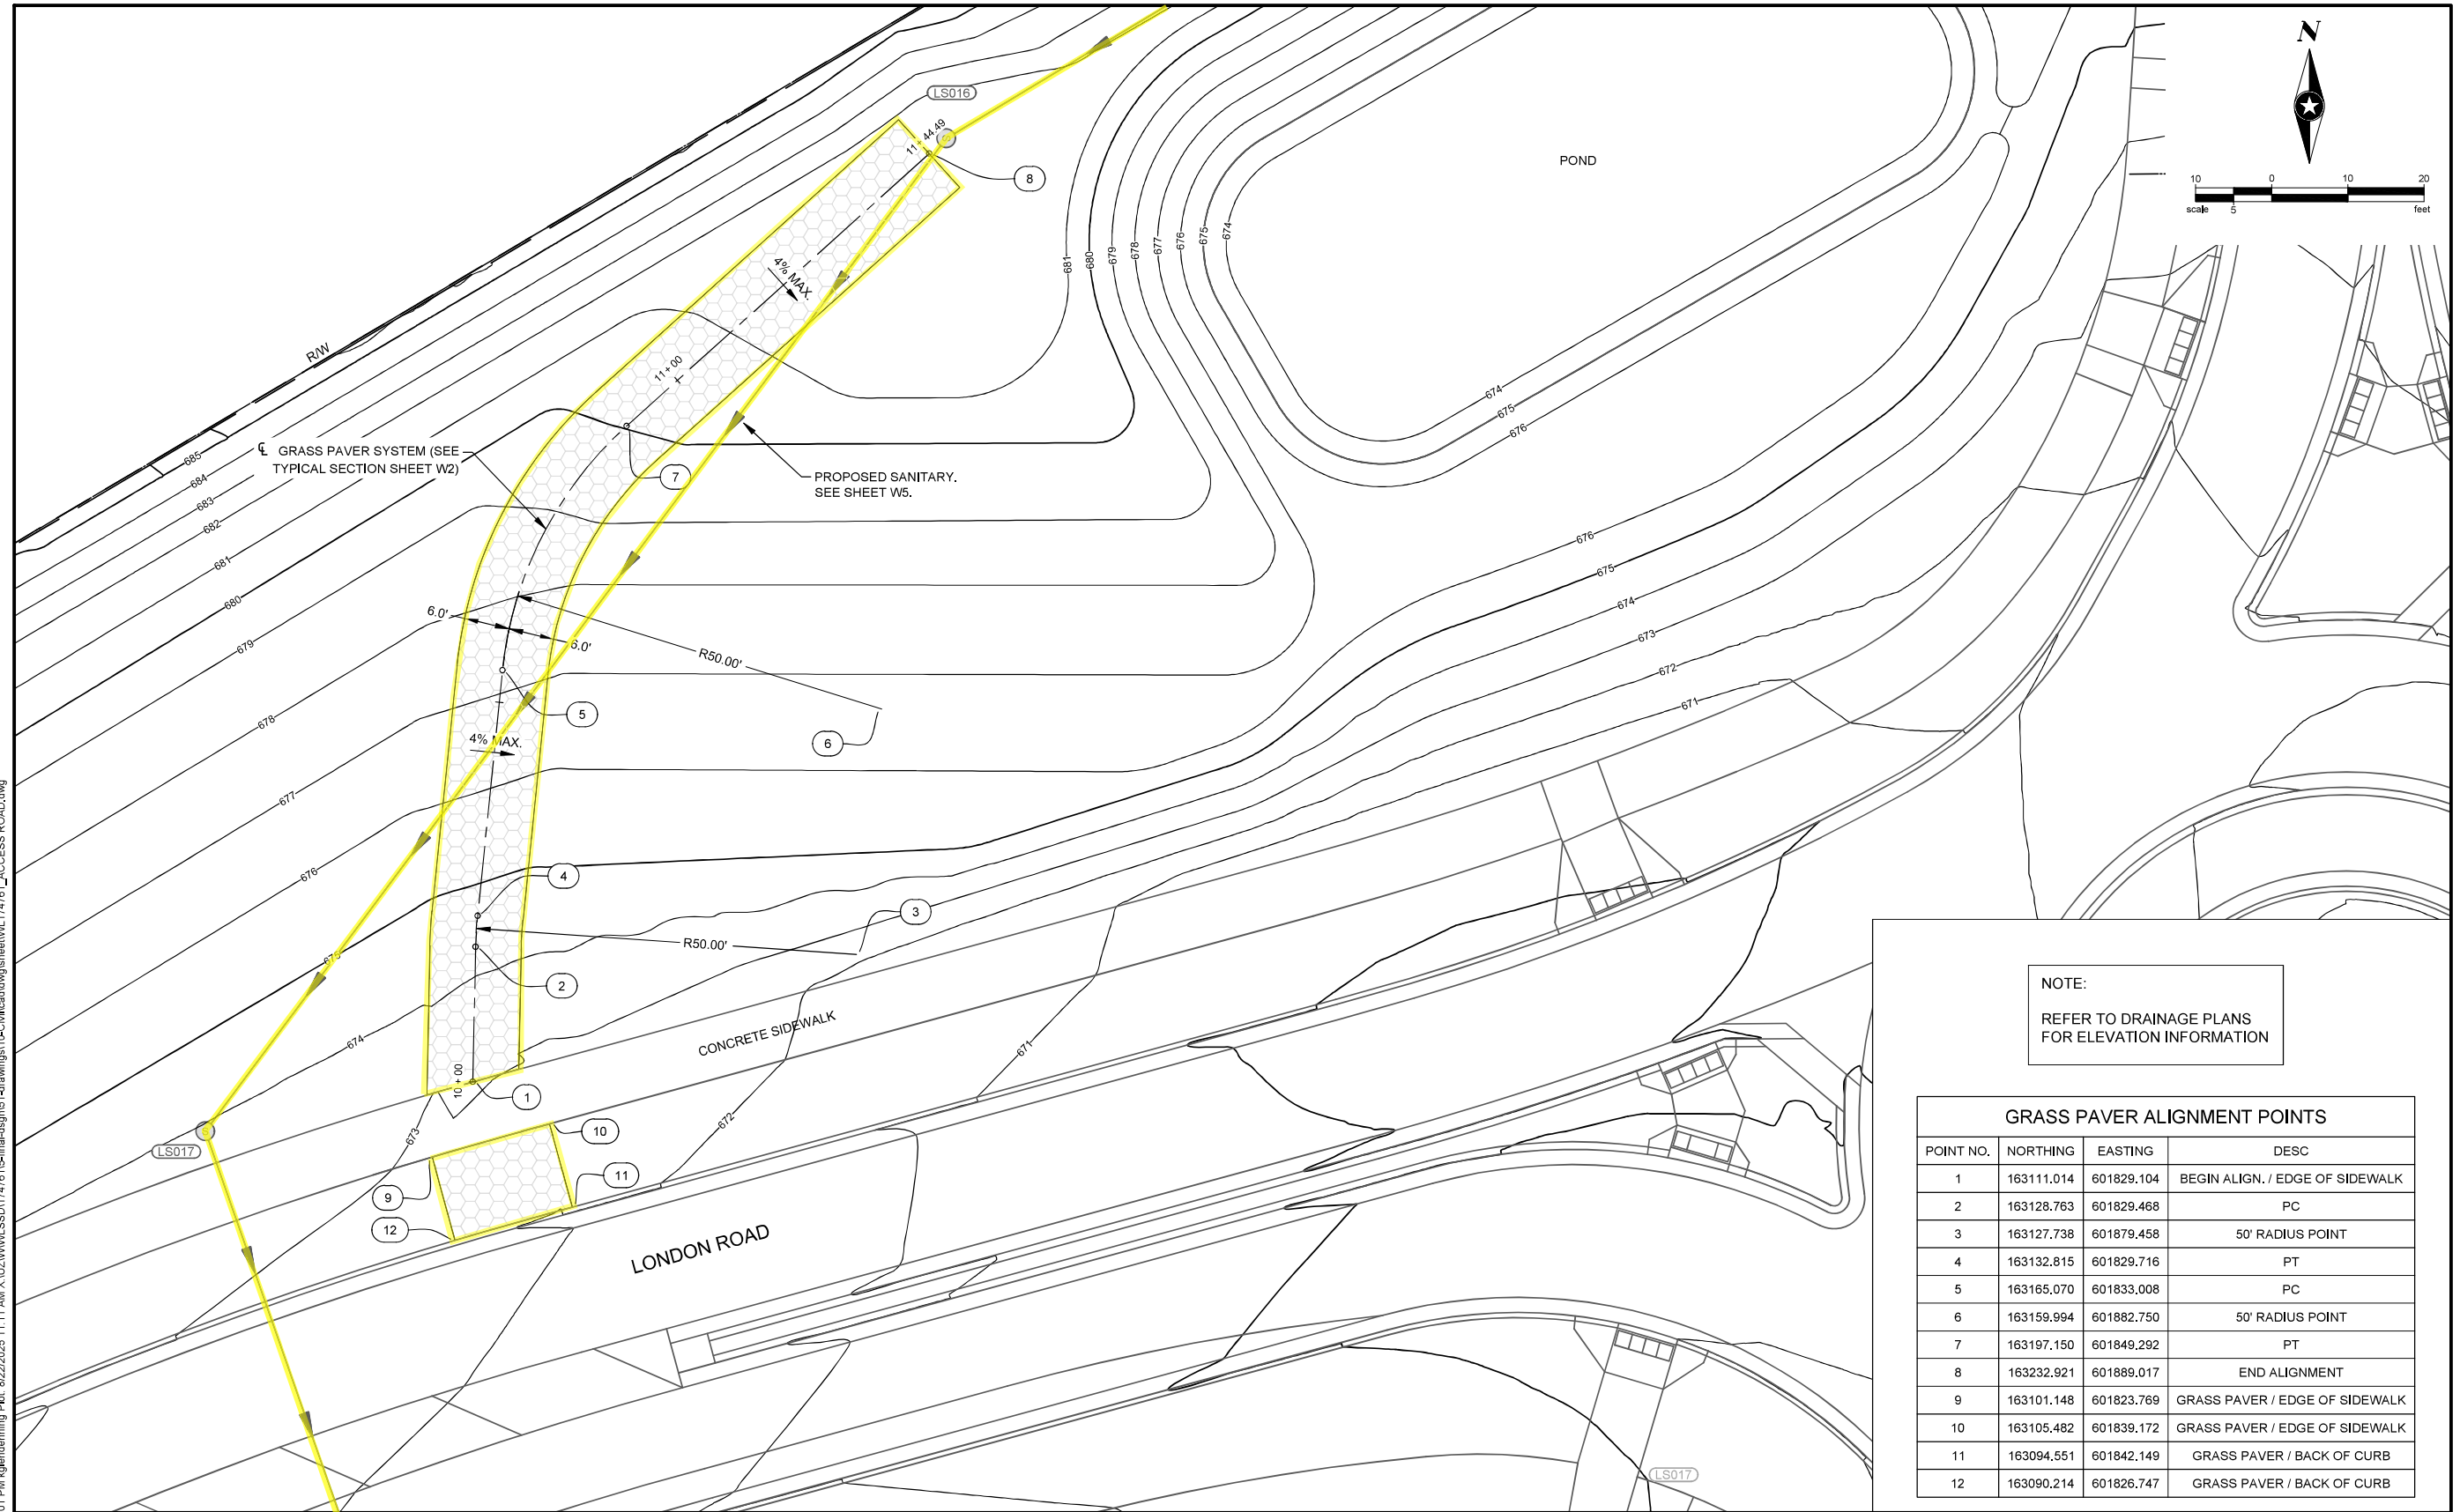 N
10 0 10 20
scale 5 feet
LS016
11+44.49
8
POND
4% MAX.
681
680
679
678
677
676
675
674
R/W
11+00
674
675
676
℄ GRASS PAVER SYSTEM (SEE
TYPICAL SECTION SHEET W2)
7
PROPOSED SANITARY.
SEE SHEET W5.
685
684
683
682
681
680
679
678
677
676
675
674
673
6.0'
6.0'
R50.00'
676
675
674
673
672
671
5
6
4% MAX.
4
3
R50.00'
2
CONCRETE SIDEWALK
671
672
10+00
1
LS017
10
11
9
12
LONDON ROAD
LS017
NOTE:
REFER TO DRAINAGE PLANS
FOR ELEVATION INFORMATION
GRASS PAVER ALIGNMENT POINTS
POINT NO. NORTHING EASTING DESC
1 163111.014 601829.104 BEGIN ALIGN. / EDGE OF SIDEWALK
2 163128.763 601829.468 PC
3 163127.738 601879.458 50' RADIUS POINT
4 163132.815 601829.716 PT
5 163165.070 601833.008 PC
6 163159.994 601882.750 50' RADIUS POINT
7 163197.150 601849.292 PT
8 163232.921 601889.017 END ALIGNMENT
9 163101.148 601823.769 GRASS PAVER / EDGE OF SIDEWALK
10 163105.482 601839.172 GRASS PAVER / EDGE OF SIDEWALK
11 163094.551 601842.149 GRASS PAVER / BACK OF CURB
12 163090.214 601826.747 GRASS PAVER / BACK OF CURB